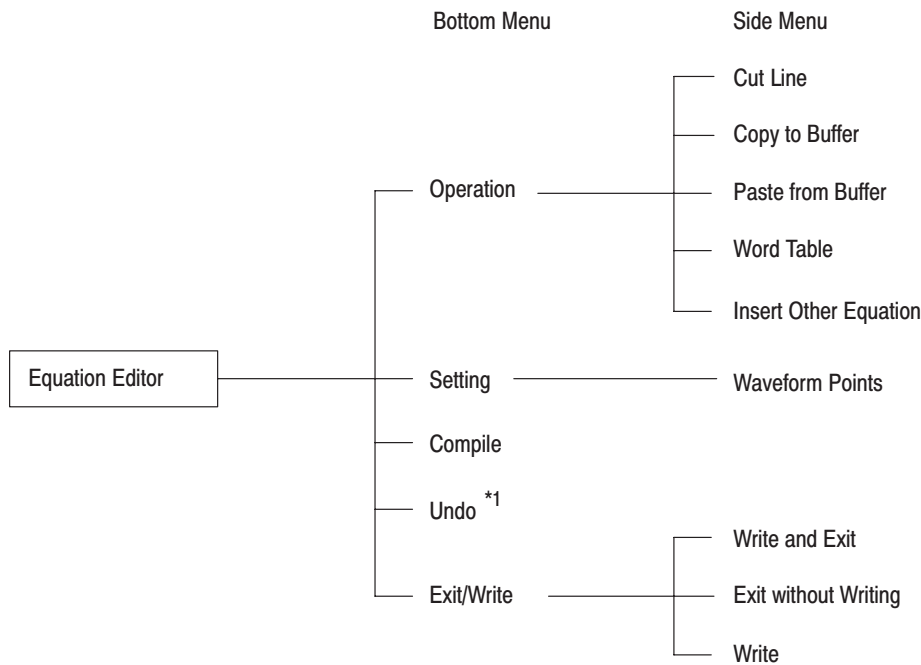 Bottom Menu Side Menu
Cut Line
Copy to Buffer
Operation Paste from Buffer
Word Table
Insert Other Equation
Equation Editor Setting Waveform Points
Compile
Undo *1
Write and Exit
Exit/Write Exit without Writing
Write